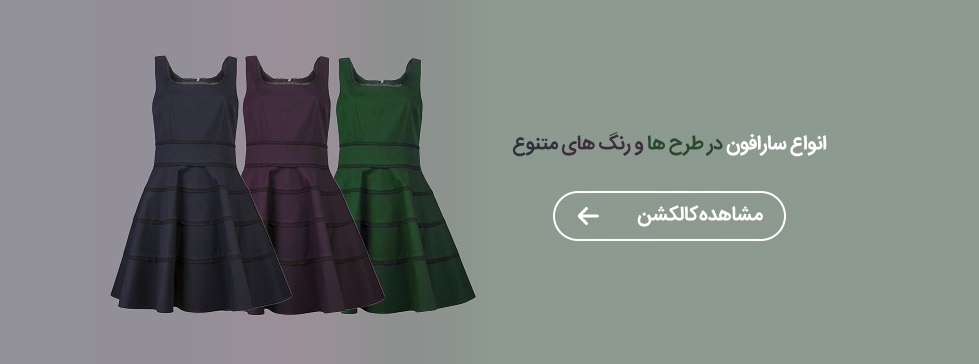 انواع سارافون در طرح ها و رنگ های متنوع
مشاهده کالکشن